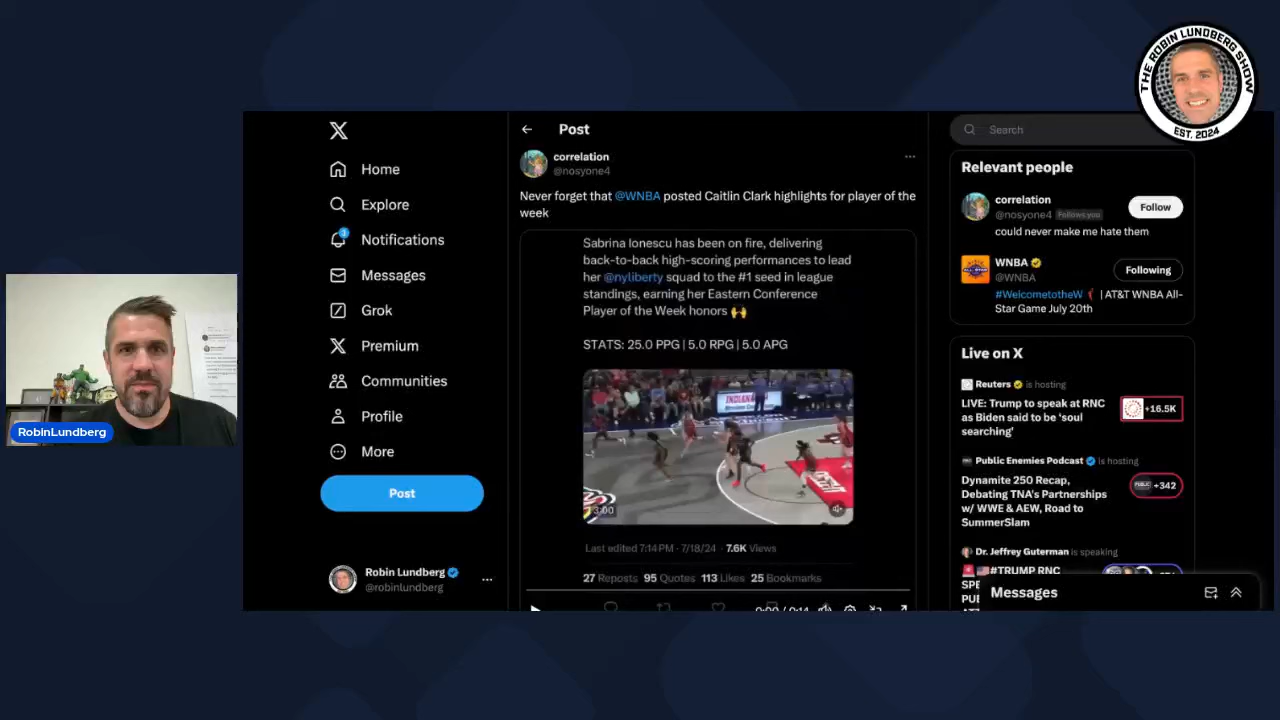 THE ROBIN LUNDBERG SHOW
EST. 2024
RobinLundberg
X
Home
Explore
3
Notifications
Messages
Grok
Premium
Communities
Profile
More
Post
Robin Lundberg
@robinlundberg
Post
correlation
@nosyone4
Never forget that @WNBA posted Caitlin Clark highlights for player of the
week
Sabrina Ionescu has been on fire, delivering
back-to-back high-scoring performances to lead
her @nyliberty squad to the #1 seed in league
standings, earning her Eastern Conference
Player of the Week honors 🙌
STATS: 25.0 PPG | 5.0 RPG | 5.0 APG
INDIANA
3:00
Last edited 7:14 PM · 7/18/24 · 7.6K Views
27 Reposts 95 Quotes 113 Likes 25 Bookmarks
0:00 / 0:14
Search
Relevant people
correlation
@nosyone4 Follows you
Follow
could never make me hate them
WNBA
@WNBA
Following
#WelcometotheW | AT&T WNBA All-
Star Game July 20th
Live on X
Reuters is hosting
LIVE: Trump to speak at RNC
as Biden said to be 'soul
searching'
+16.5K
Public Enemies Podcast is hosting
Dynamite 250 Recap,
Debating TNA's Partnerships
w/ WWE & AEW, Road to
SummerSlam
+342
Dr. Jeffrey Guterman is speaking
#TRUMP RNC
Messages